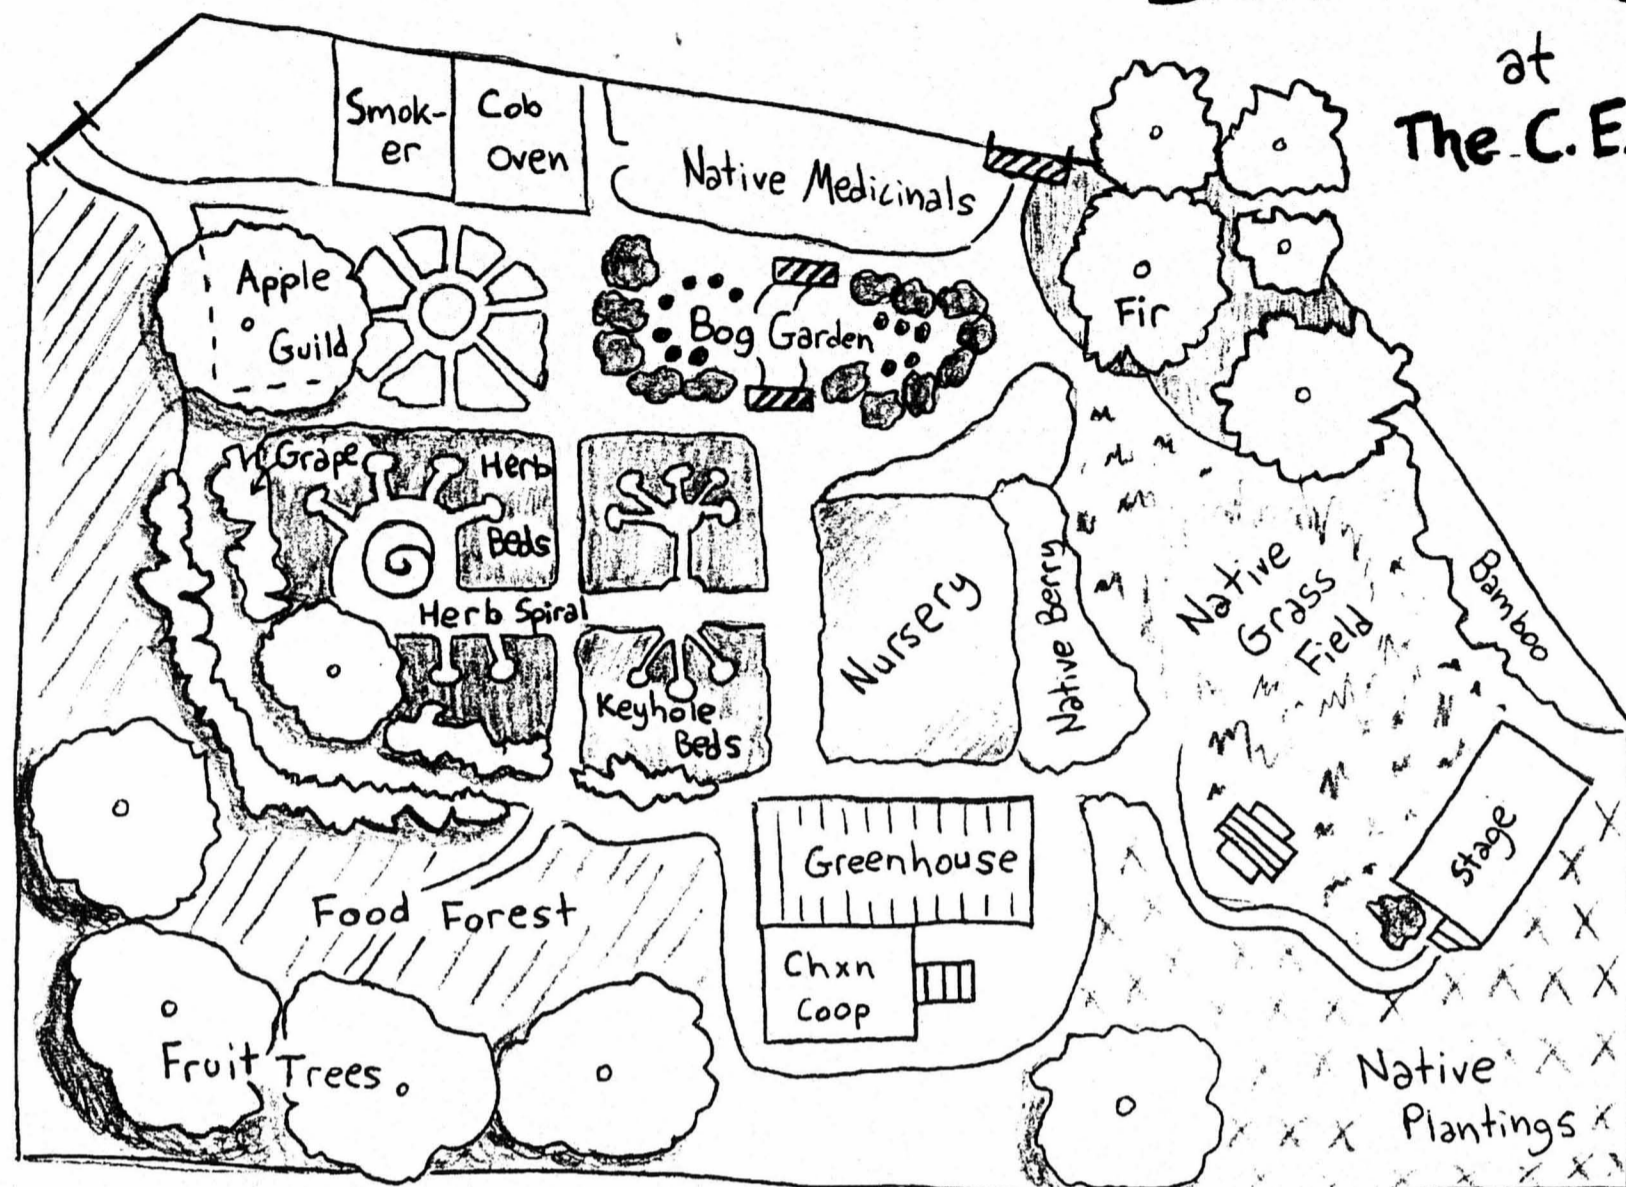 at
The C.E.
Smok-
er
Cob
Oven
Native Medicinals
Apple
Guild
Bog Garden
Fir
Grape
Herb
Beds
Herb Spiral
Keyhole
Beds
Nursery
Native Berry
Native
Grass
Field
Bamboo
Stage
Greenhouse
Chxn
Coop
Food Forest
Fruit Trees
Native
Plantings